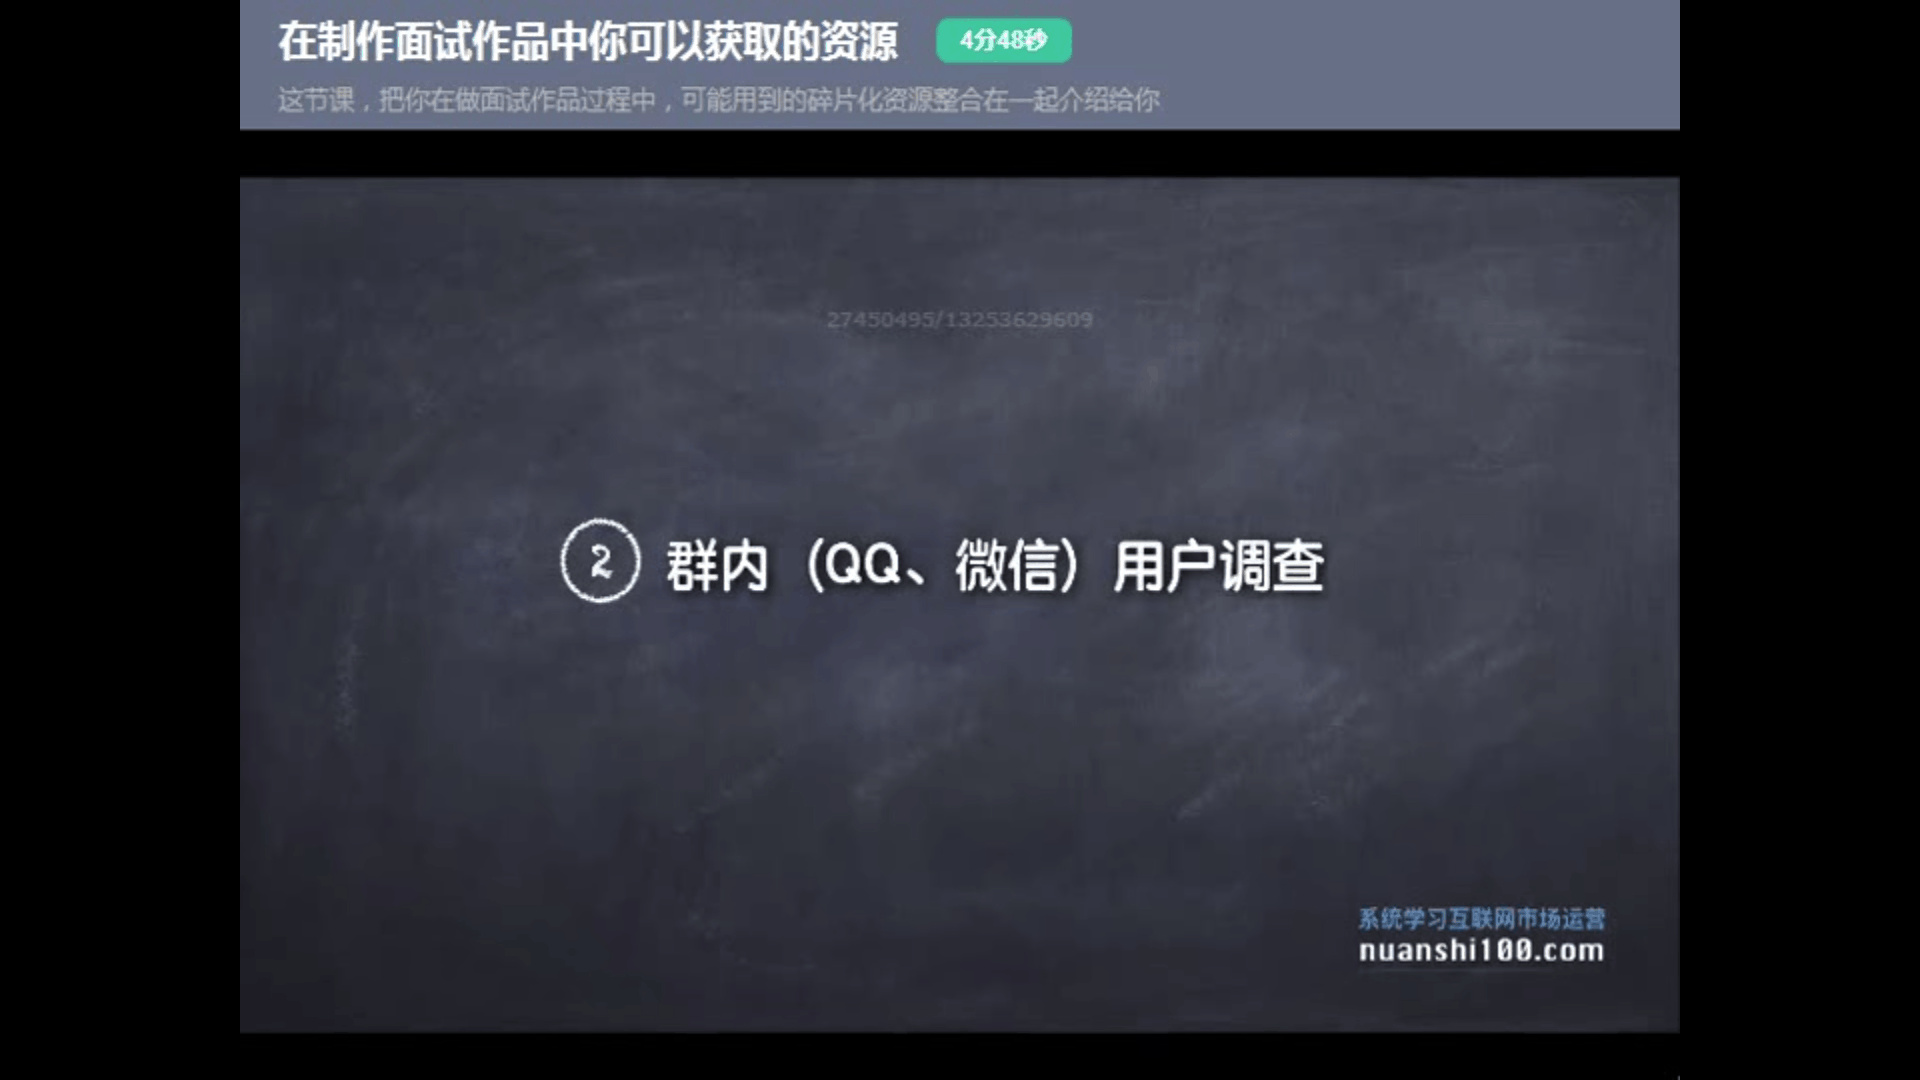 在制作面试作品中你可以获取的资源 4分48秒
这节课，把你在做面试作品过程中，可能用到的碎片化资源整合在一起介绍给你
27450495/13253629609
2 群内（QQ、微信）用户调查
系统学习互联网市场运营
nuanshi100.com